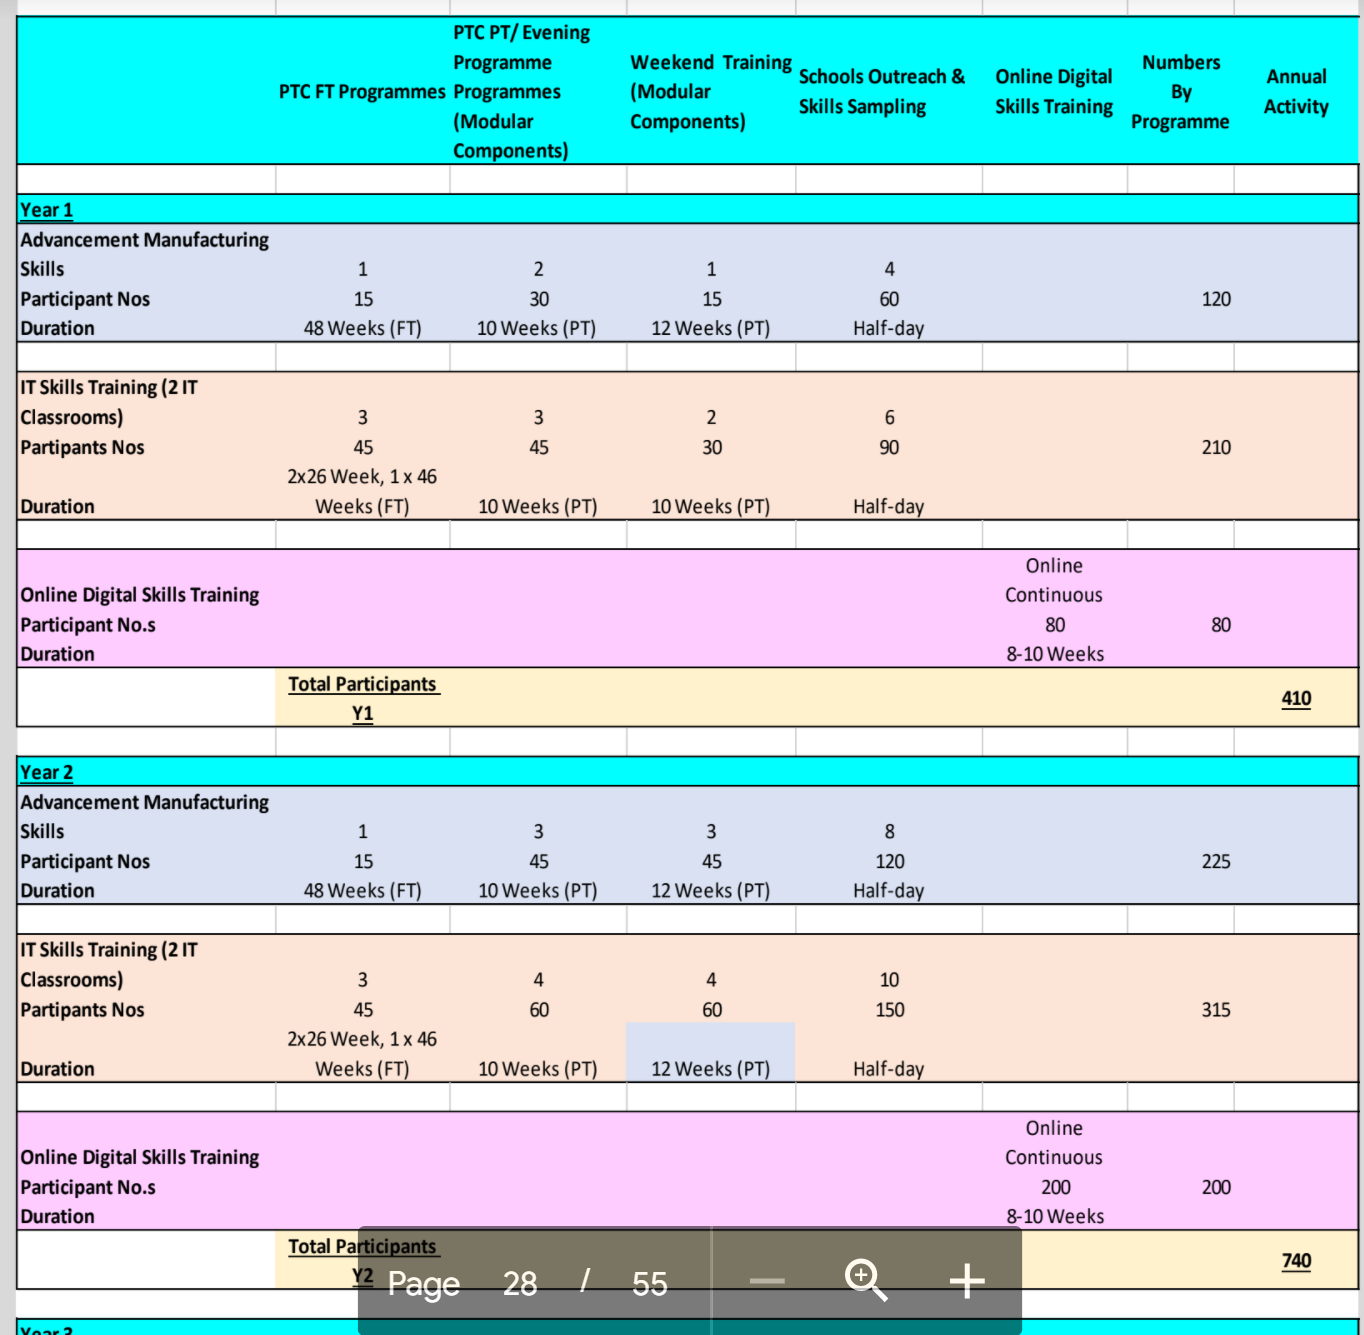 PTC FT Programmes
PTC PT/ Evening
Programme
Programmes
(Modular
Components)
Weekend Training
(Modular
Components)
Schools Outreach &
Skills Sampling
Online Digital
Skills Training
Numbers
By
Programme
Annual
Activity
Year 1
Advancement Manufacturing
Skills 1 2 1 4
Participant Nos 15 30 15 60 120
Duration 48 Weeks (FT) 10 Weeks (PT) 12 Weeks (PT) Half-day
IT Skills Training (2 IT
Classrooms) 3 3 2 6
Partipants Nos 45 45 30 90 210
2x26 Week, 1 x 46
Duration Weeks (FT) 10 Weeks (PT) 10 Weeks (PT) Half-day
Online
Online Digital Skills Training Continuous
Participant No.s 80 80
Duration 8-10 Weeks
Total Participants
Y1
410
Year 2
Advancement Manufacturing
Skills 1 3 3 8
Participant Nos 15 45 45 120 225
Duration 48 Weeks (FT) 10 Weeks (PT) 12 Weeks (PT) Half-day
IT Skills Training (2 IT
Classrooms) 3 4 4 10
Partipants Nos 45 60 60 150 315
2x26 Week, 1 x 46
Duration Weeks (FT) 10 Weeks (PT) 12 Weeks (PT) Half-day
Online
Online Digital Skills Training Continuous
Participant No.s 200 200
Duration 8-10 Weeks
Total Participants
Y2
740
Page 28 / 55
Year 3